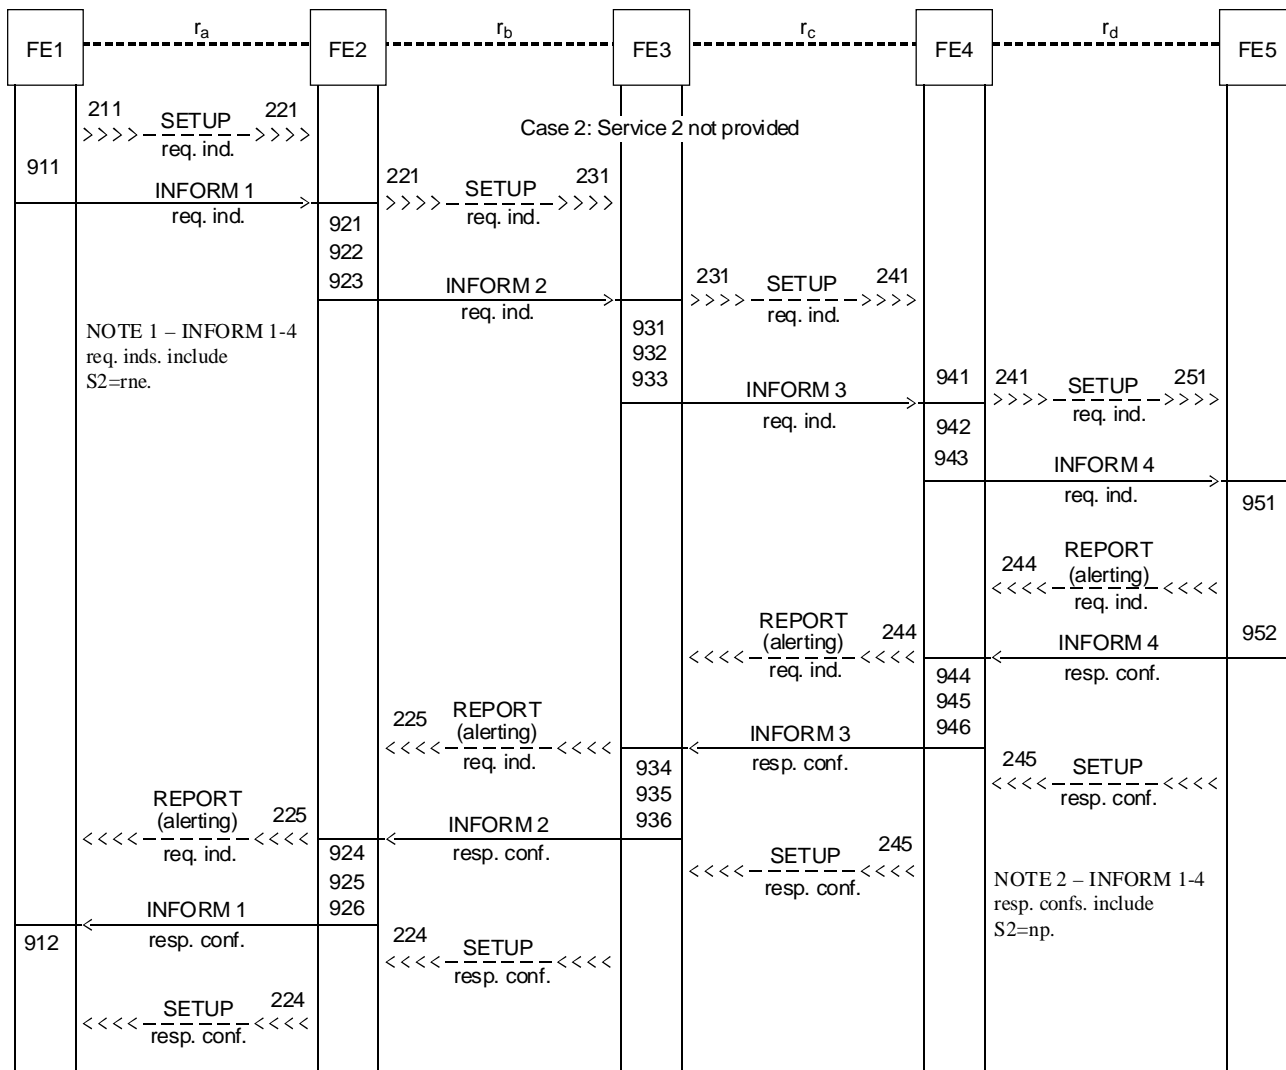 FE1 ra FE2 rb FE3 rc FE4 rd FE5
211 SETUP 221
req. ind.
Case 2: Service 2 not provided
911
INFORM 1
req. ind.
221 SETUP 231
req. ind.
921
922
923
INFORM 2
req. ind.
231 SETUP 241
req. ind.
NOTE 1 – INFORM 1-4
req. inds. include
S2=rne.
931
932
933
INFORM 3
req. ind.
941
241 SETUP 251
req. ind.
942
943
INFORM 4
req. ind.
951
REPORT
244 (alerting)
req. ind.
952
INFORM 4
resp. conf.
REPORT
(alerting) 244
req. ind.
944
945
946
INFORM 3
resp. conf.
REPORT
225 (alerting)
req. ind.
245 SETUP
resp. conf.
934
935
936
INFORM 2
resp. conf.
REPORT
(alerting) 225
req. ind.
SETUP 245
resp. conf.
924
925
926
NOTE 2 – INFORM 1-4
resp. confs. include
S2=np.
INFORM 1
resp. conf.
912
224 SETUP
resp. conf.
SETUP 224
resp. conf.